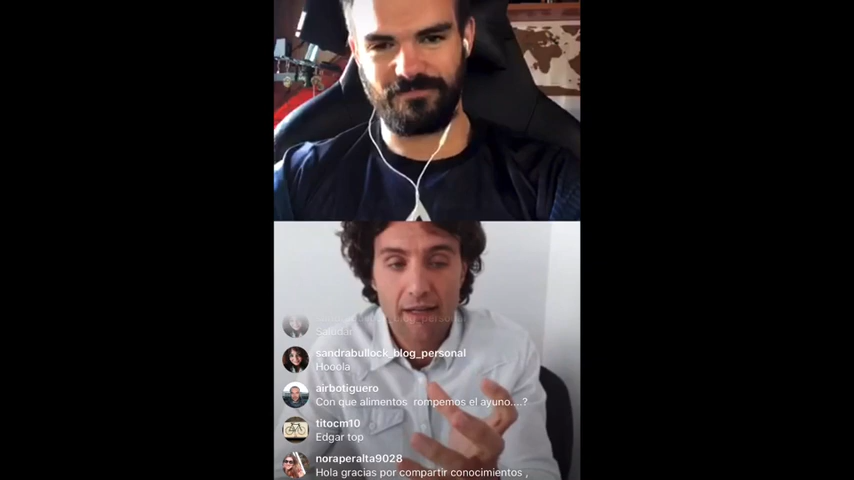 Saludar
sandrabullock_blog_personal
Hooola
airbotiguero
Con que alimentos rompemos el ayuno....?
titocm10
Edgar top
noraperalta9028
Hola gracias por compartir conocimientos ,